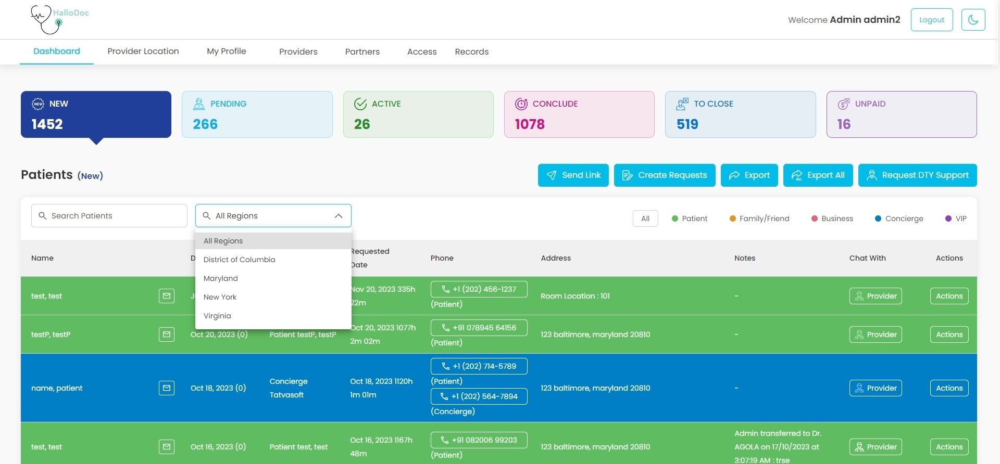 HalloDoc
Welcome Admin admin2
Logout
Dashboard
Provider Location
My Profile
Providers
Partners
Access
Records
NEW
NEW
1452
PENDING
266
ACTIVE
26
CONCLUDE
1078
TO CLOSE
519
UNPAID
16
Patients (New)
Send Link
Create Requests
Export
ALL
Export All
Request DTY Support
Search Patients
All Regions
All
Patient
Family/Friend
Business
Concierge
VIP
All Regions
District of Columbia
Maryland
New York
Virginia
Name
D
Requested
Date
Phone
Address
Notes
Chat With
Actions
test, test
Nov 20, 2023 335h
22m
+1 (202) 456-1237
(Patient)
Room Location : 101
-
Provider
Actions
testP, testP
Oct 20, 2023 (0)
Patient testP, testP
Oct 20, 2023 1077h
2m 02m
+91 078945 64156
(Patient)
123 baltimore, maryland 20810
-
Provider
Actions
name, patient
Oct 18, 2023 (0)
Concierge
Tatvasoft
Oct 18, 2023 1120h
1m 01m
+1 (202) 714-5789
(Patient)
+1 (202) 564-7894
(Concierge)
123 baltimore, maryland 20810
-
Provider
Actions
test, test
Oct 16, 2023 (0)
Patient test, test
Oct 16, 2023 1167h
48m
+91 082006 99203
(Patient)
123 baltimore, maryland 20810
Admin transferred to Dr.
AGOLA on 17/10/2023 at
3:07:19 AM : trse
Provider
Actions